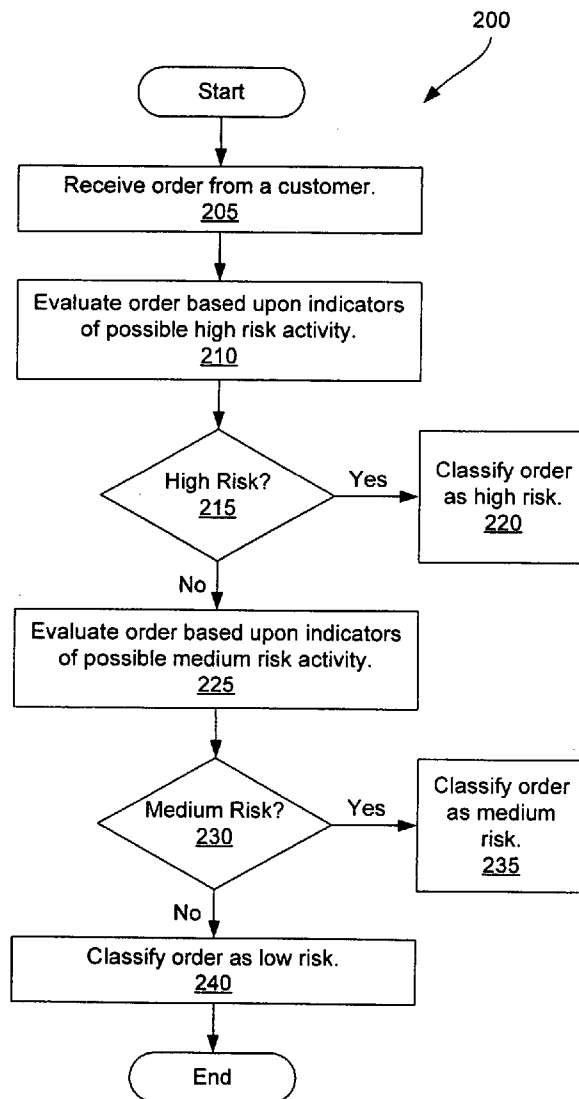 200
Start
Receive order from a customer.
205
Evaluate order based upon indicators
of possible high risk activity.
210
High Risk?
215
Yes
Classify order
as high risk.
220
No
Evaluate order based upon indicators
of possible medium risk activity.
225
Medium Risk?
230
Yes
Classify order
as medium
risk.
235
No
Classify order as low risk.
240
End